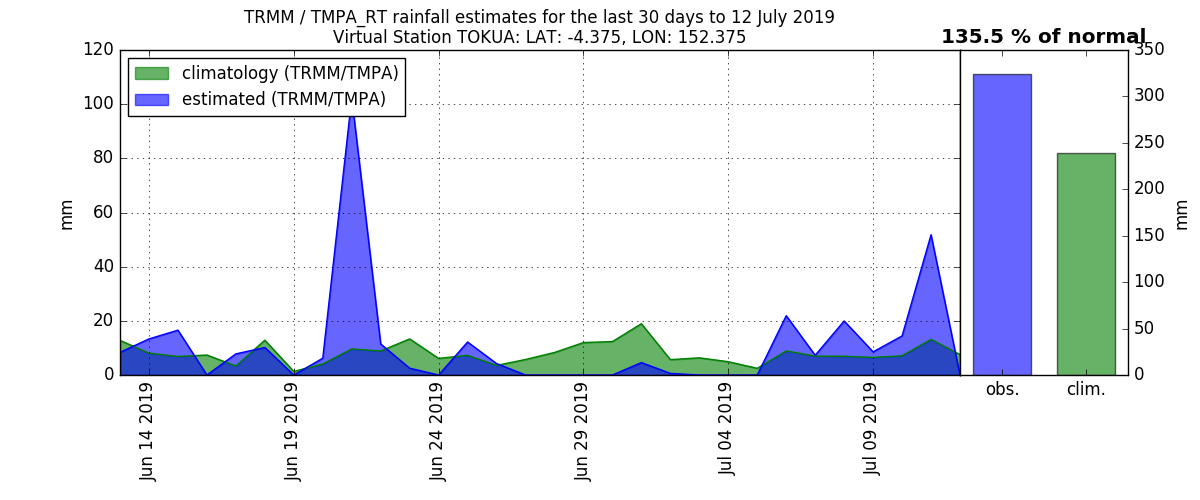 TRMM / TMPA_RT rainfall estimates for the last 30 days to 12 July 2019
Virtual Station TOKUA: LAT: -4.375, LON: 152.375
135.5 % of normal
climatology (TRMM/TMPA)
estimated (TRMM/TMPA)
120
100
80
60
40
20
0
mm
Jun 14 2019
Jun 19 2019
Jun 24 2019
Jun 29 2019
Jul 04 2019
Jul 09 2019
obs.
clim.
350
300
250
200
150
100
50
0
mm